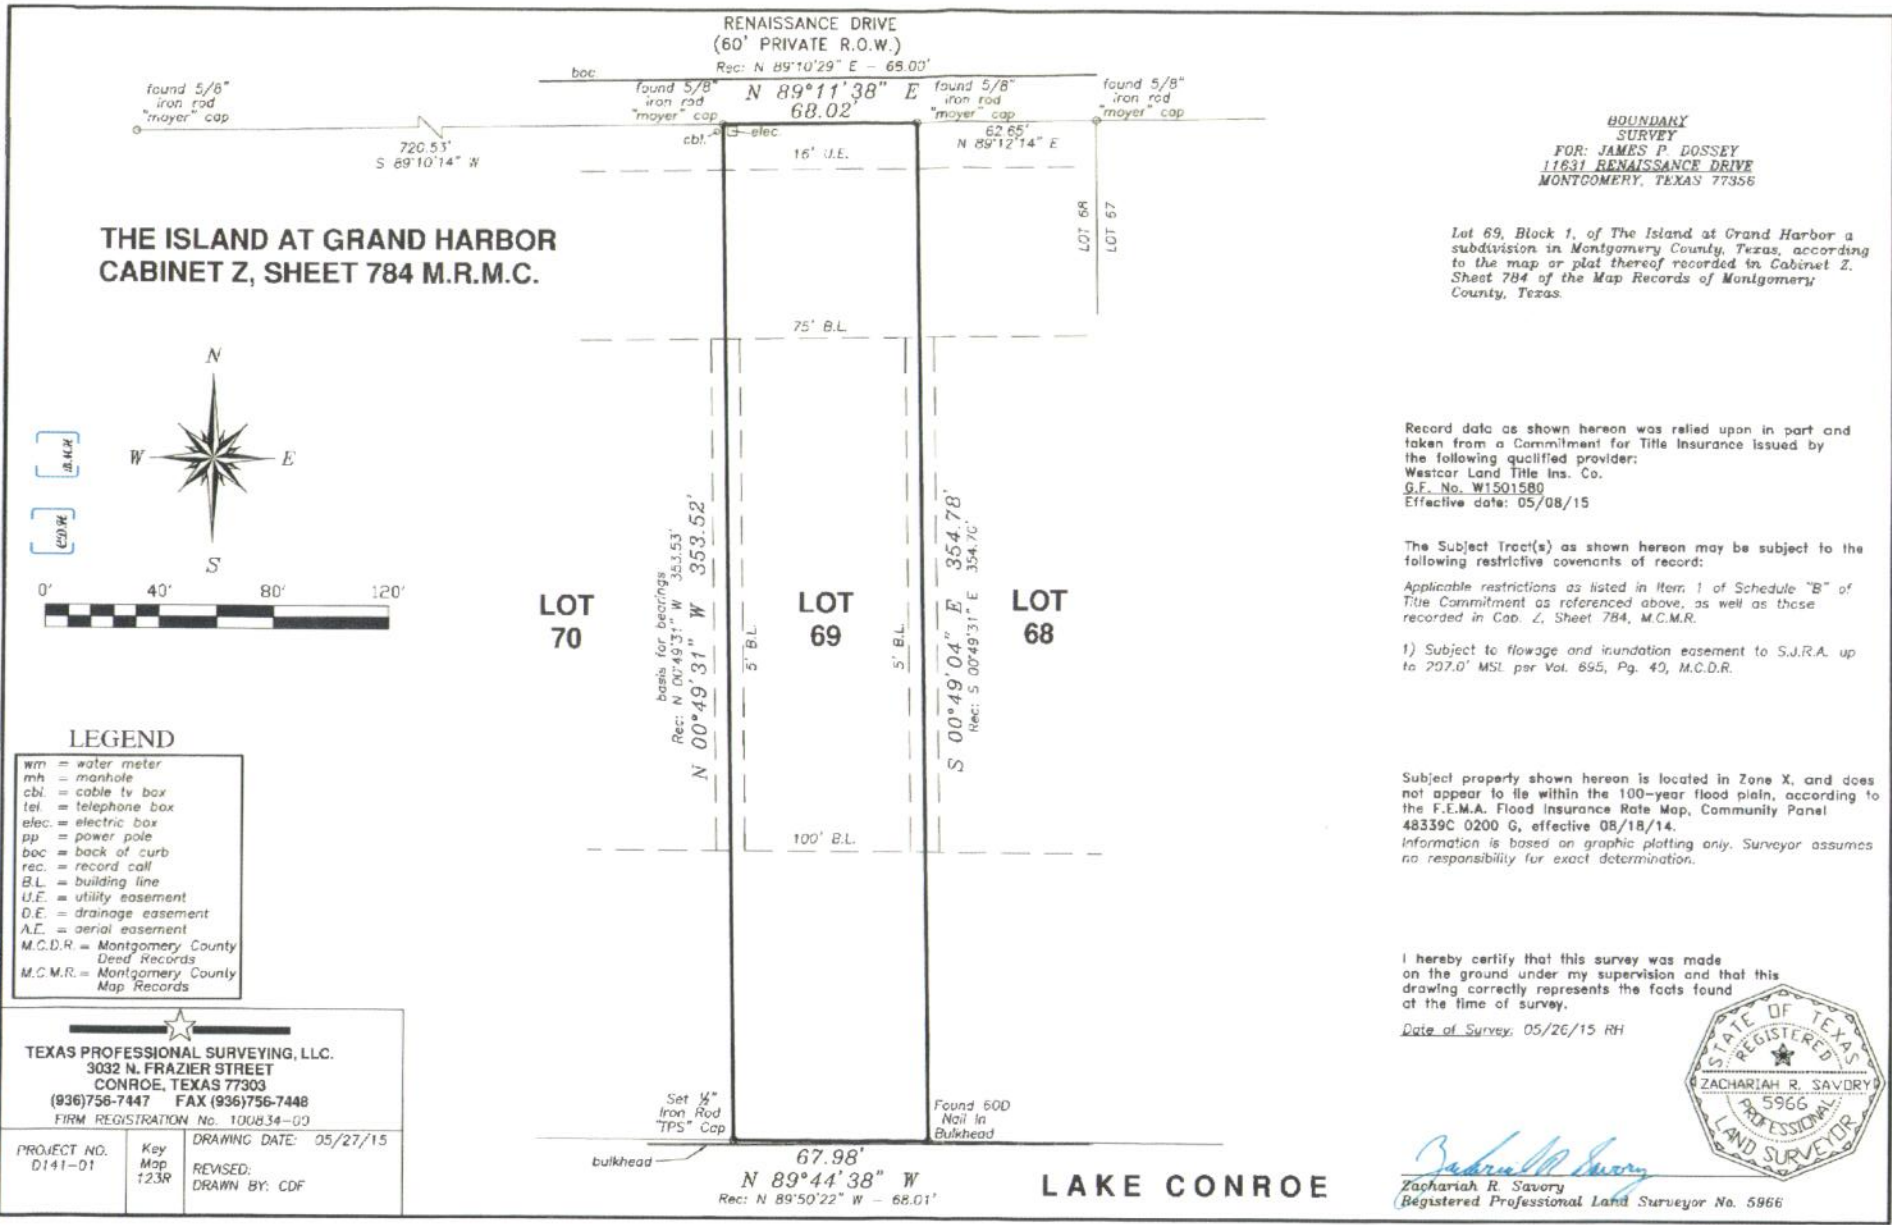 RENAISSANCE DRIVE
(60' PRIVATE R.O.W.)
Rec: N 89°10'29" E - 68.00'
boc
found 5/8"
iron rod
"moyer" cap
found 5/8"
iron rod
"moyer" cap
N 89°11'38" E
68.02'
found 5/8"
iron rod
"moyer" cap
found 5/8"
iron rod
"moyer" cap
720.53'
S 89°10'14" W
cbl.
elec.
62.65'
N 89°12'14" E
16' U.E.
LOT 68
LOT 67
75' B.L.
THE ISLAND AT GRAND HARBOR
CABINET Z, SHEET 784 M.R.M.C.
N
W
E
S
B.M.H
CDH
0'
40'
80'
120'
basis for bearings
Rec: N 00°49'31" W 353.53'
N 00°49'31" W 353.52'
S 00°49'04" E 354.78'
Rec: S 00°49'31" E 354.70'
LOT
70
LOT
69
LOT
68
5' B.L.
5' B.L.
100' B.L.
LEGEND
wm = water meter
mh = manhole
cbl. = cable tv box
tel. = telephone box
elec. = electric box
pp = power pole
boc = back of curb
rec. = record call
B.L. = building line
U.E. = utility easement
D.E. = drainage easement
A.E. = aerial easement
M.C.D.R. = Montgomery County
Deed Records
M.C.M.R. = Montgomery County
Map Records
TEXAS PROFESSIONAL SURVEYING, LLC.
3032 N. FRAZIER STREET
CONROE, TEXAS 77303
(936)756-7447 FAX (936)756-7448
FIRM REGISTRATION No. 100834-00
PROJECT NO.
D141-01
Key
Map
123R
DRAWING DATE: 05/27/15
REVISED:
DRAWN BY: CDF
Set ½"
Iron Rod
"TPS" Cap
Found 60D
Nail In
Bulkhead
bulkhead
67.98'
N 89°44'38" W
Rec: N 89°50'22" W - 68.01'
LAKE CONROE
BOUNDARY
SURVEY
FOR: JAMES P. DOSSEY
11631 RENAISSANCE DRIVE
MONTGOMERY, TEXAS 77356
Lot 69, Block 1, of The Island at Grand Harbor a
subdivision in Montgomery County, Texas, according
to the map or plat thereof recorded in Cabinet Z,
Sheet 784 of the Map Records of Montgomery
County, Texas.
Record data as shown hereon was relied upon in part and
taken from a Commitment for Title Insurance issued by
the following qualified provider:
Westcor Land Title Ins. Co.
G.F. No. W1501580
Effective date: 05/08/15
The Subject Tract(s) as shown hereon may be subject to the
following restrictive covenants of record:
Applicable restrictions as listed in Item 1 of Schedule "B" of
Title Commitment as referenced above, as well as those
recorded in Cab. Z, Sheet 784, M.C.M.R.
1) Subject to flowage and inundation easement to S.J.R.A. up
to 207.0' MSL per Vol. 695, Pg. 40, M.C.D.R.
Subject property shown hereon is located in Zone X, and does
not appear to lie within the 100-year flood plain, according to
the F.E.M.A. Flood Insurance Rate Map, Community Panel
48339C 0200 G, effective 08/18/14.
Information is based on graphic plotting only. Surveyor assumes
no responsibility for exact determination.
I hereby certify that this survey was made
on the ground under my supervision and that this
drawing correctly represents the facts found
at the time of survey.
Date of Survey: 05/26/15 RH
STATE OF TEXAS
REGISTERED
ZACHARIAH R. SAVORY
5966
PROFESSIONAL
LAND SURVEYOR
Zachariah R Savory
Zachariah R. Savory
Registered Professional Land Surveyor No. 5966